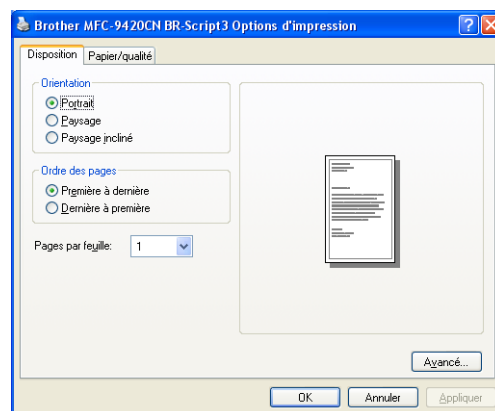 Brother MFC-9420CN BR-Script3 Options d'impression
Disposition Papier/qualité
Orientation
Portrait
Paysage
Paysage incliné
Ordre des pages
Première à dernière
Dernière à première
Pages par feuille: 1
Avancé...
OK Annuler Appliquer